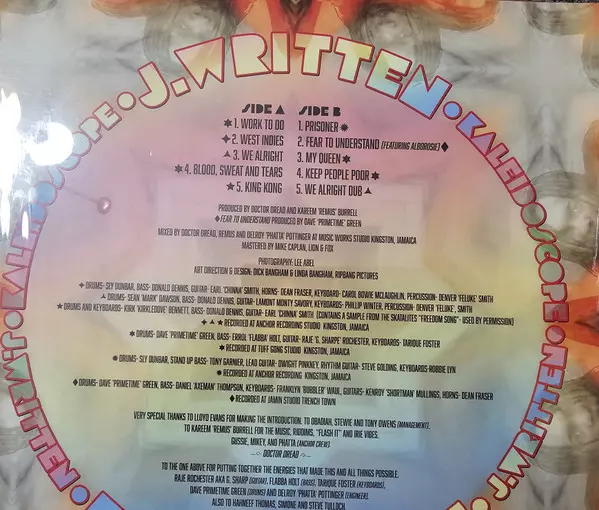 J.WRITTEN • KALEIDOSCOPE • J.WRITTEN • J.WRITTEN • KALEIDOSCOPE •
SIDE A
1. WORK TO DO
2. WEST INDIES
3. WE ALRIGHT
4. BLOOD, SWEAT AND TEARS
5. KING KONG
SIDE B
1. PRISONER
2. FEAR TO UNDERSTAND (FEATURING ALBOROSIE)
3. MY QUEEN
4. KEEP PEOPLE POOR
5. WE ALRIGHT DUB
PRODUCED BY DOCTOR DREAD AND KAREEM 'REMUS' BURRELL
♦FEAR TO UNDERSTAND PRODUCED BY DAVE 'PRIMETIME' GREEN
MIXED BY DOCTOR DREAD, REMUS AND DELROY 'PHATTA' POTTINGER AT MUSIC WORKS STUDIO KINGSTON, JAMAICA
MASTERED BY MIKE CAPLAN, LION & FOX
PHOTOGRAPHY: LEE ABEL
ART DIRECTION & DESIGN: DICK BANGHAM & LINDA BANGHAM, RIPBANG PICTURES
✦DRUMS- SLY DUNBAR, BASS- DONALD DENNIS, GUITAR- EARL 'CHINNA' SMITH, HORNS- DEAN FRASER, KEYBOARD- CAROL BOWIE MCLAUGHLIN, PERCUSSION- DENVER 'FELUKE' SMITH
▲DRUMS- SEAN 'MARK' DAWSON, BASS- DONALD DENNIS, GUITAR- LAMONT MONTY SAVORY, KEYBOARDS- PHILLIP WINTER, PERCUSSION- DENVER 'FELUKE' SMITH
★DRUMS AND KEYBOARDS- KIRK 'KIRKLEDOVE' BENNETT, BASS- DONALD DENNIS, GUITAR- EARL 'CHINNA' SMITH (CONTAINS A SAMPLE FROM THE SKATALITES "FREEDOM SONG"- USED BY PERMISSION)
✦ ▲ ★RECORDED AT ANCHOR RECORDING STUDIO KINGSTON, JAMAICA
✱DRUMS- DAVE 'PRIMETIME' GREEN, BASS- ERROL 'FLABBA' HOLT, GUITAR- RAJE 'G. SHARPE' ROCHESTER, KEYBOARDS- TARIQUE FOSTER
✱RECORDED AT TUFF GONG STUDIO KINGSTON, JAMAICA
✹DRUMS- SLY DUNBAR, STAND UP BASS- TONY GARNIER, LEAD GUITAR- DWIGHT PINKNEY, RHYTHM GUITAR- STEVE GOLDING, KEYBOARDS- ROBBIE LYN
✹RECORDED AT ANCHOR RECORDING KINGSTON, JAMAICA
♦DRUMS- DAVE 'PRIMETIME' GREEN, BASS- DANIEL 'AXEMAN' THOMPSON, KEYBOARDS- FRANKLYN 'BUBBLER' WAUL, GUITARS- KENROY 'SHORTMAN' MULLINGS, HORNS- DEAN FRASER
♦RECORDED AT JAMIN STUDIO TRENCH TOWN
VERY SPECIAL THANKS TO LLOYD EVANS FOR MAKING THE INTRODUCTION. TO OBADIAH, STEWIE AND TONY OWENS (MANAGEMENT),
TO KAREEM 'REMUS' BURRELL FOR THE MUSIC, RIDDIMS, "FLASH IT" AND IRIE VIBES.
GUSSIE, MIKEY, AND PHATTA (ANCHOR CREW).
DOCTOR DREAD
TO THE ONE ABOVE FOR PUTTING TOGETHER THE ENERGIES THAT MADE THIS AND ALL THINGS POSSIBLE.
RAJE ROCHESTER AKA G. SHARP (GUITAR), FLABBA HOLT (BASS), TARIQUE FOSTER (KEYBOARDS),
DAVE PRIMETIME GREEN (DRUMS) AND DELROY 'PHATTA' POTTINGER (ENGINEER).
ALSO TO HAHNEEF THOMAS, SIMONE AND STEVE TULLOCH,